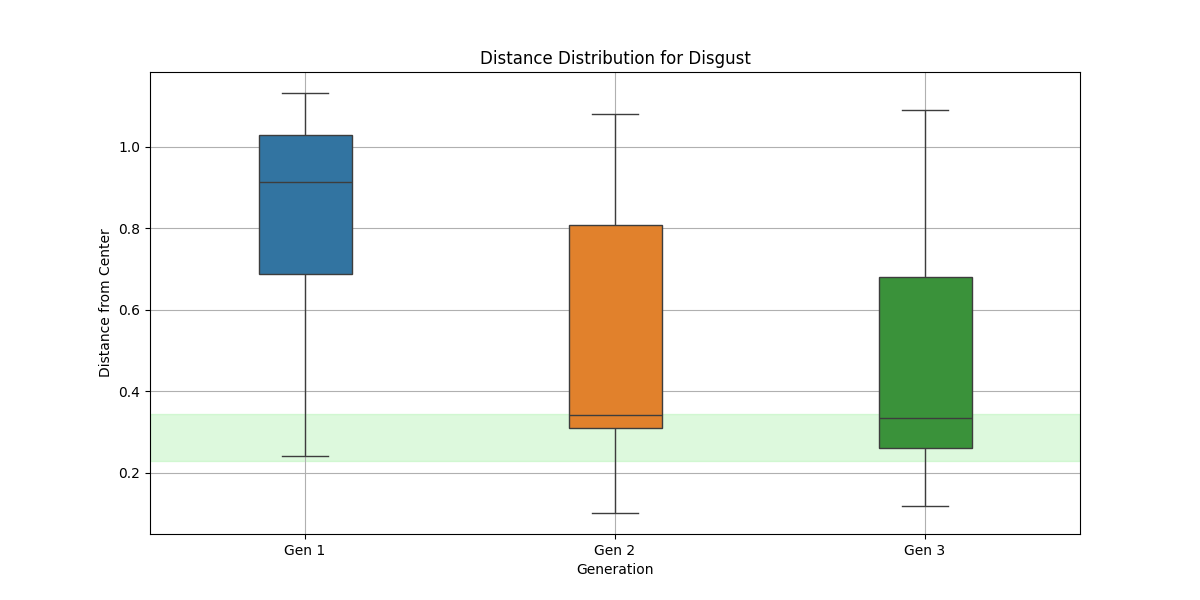 Distance Distribution for Disgust
Distance from Center
1.0
0.8
0.6
0.4
0.2
Gen 1
Gen 2
Gen 3
Generation